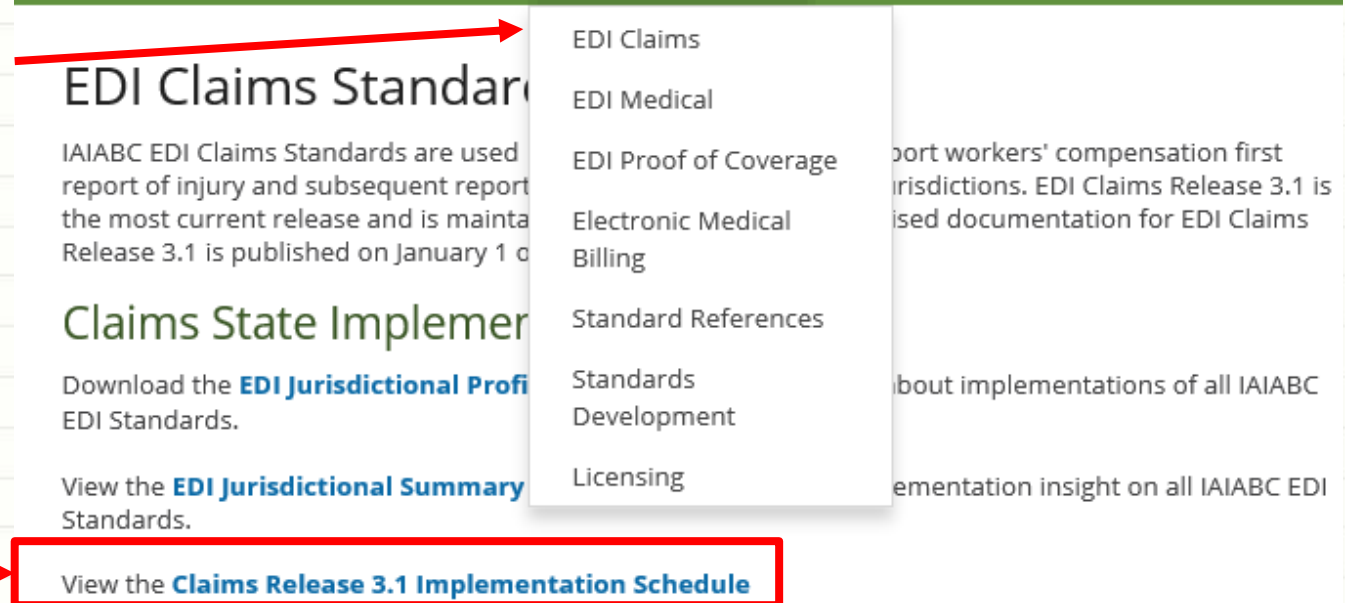 EDI Claims
EDI Medical
EDI Proof of Coverage
Electronic Medical
Billing
Standard References
Standards
Development
Licensing
EDI Claims Standar
IAIABC EDI Claims Standards are used port workers' compensation first
report of injury and subsequent report risdictions. EDI Claims Release 3.1 is
the most current release and is mainta ised documentation for EDI Claims
Release 3.1 is published on January 1 o
Claims State Implemen
Download the EDI Jurisdictional Profi bout implementations of all IAIABC
EDI Standards.
View the EDI Jurisdictional Summary ementation insight on all IAIABC EDI
Standards.
View the Claims Release 3.1 Implementation Schedule